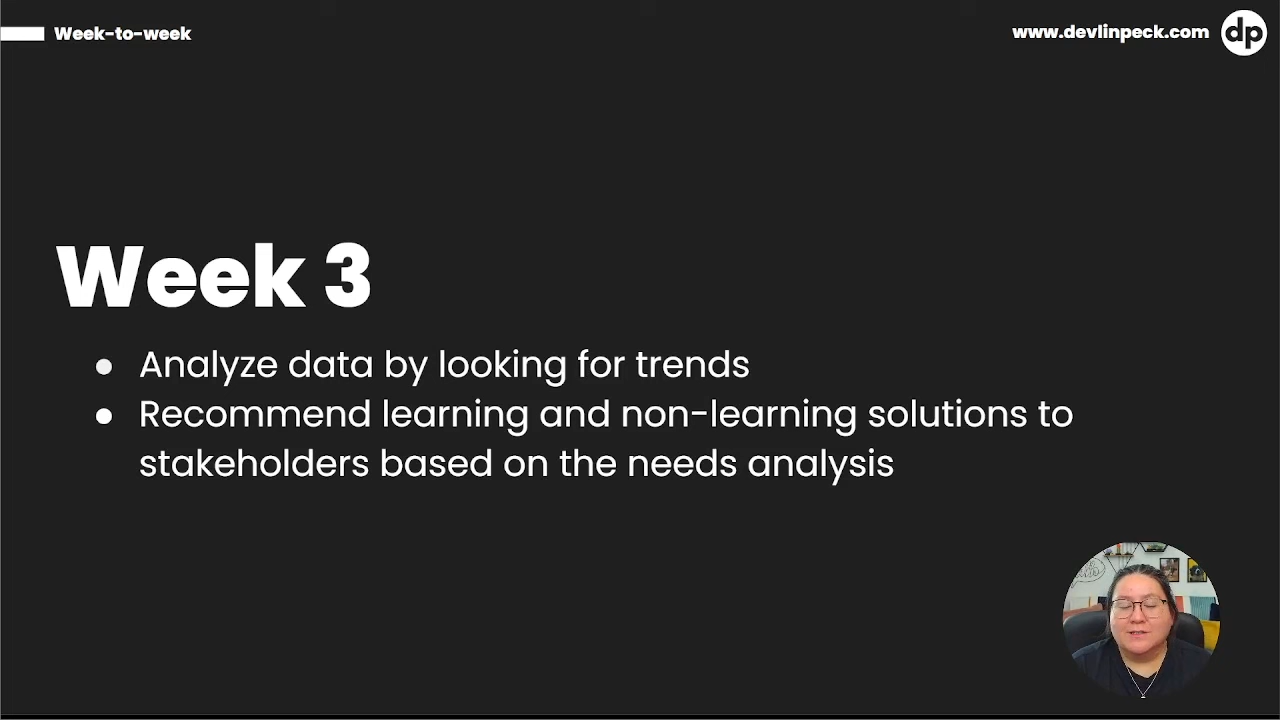 Week-to-week
www.devlinpeck.com dp
Week 3
● Analyze data by looking for trends
● Recommend learning and non-learning solutions to
stakeholders based on the needs analysis